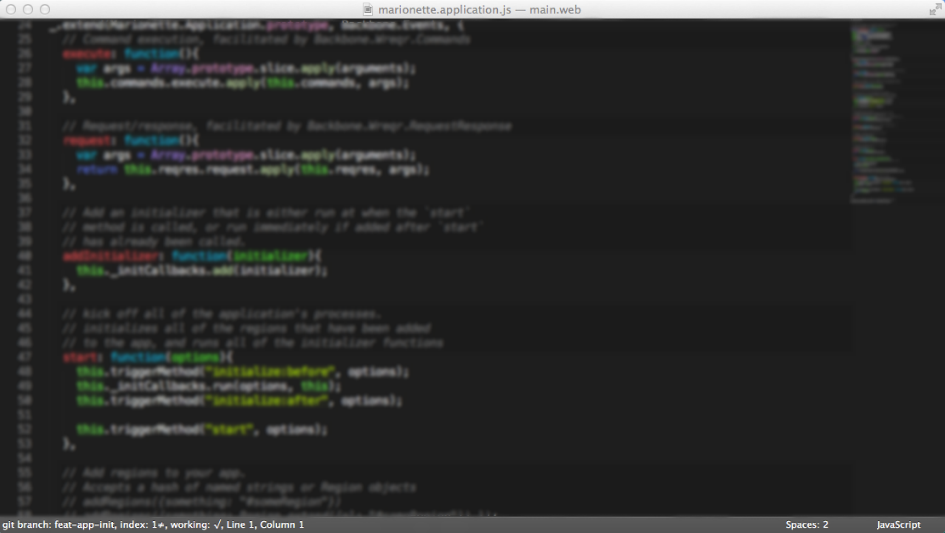 marionette.application.js — main.web
24 _.extend(Marionette.Application.prototype, Backbone.Events, {
25 // Command execution, facilitated by Backbone.Wreqr.Commands
26 execute: function(){
27 var args = Array.prototype.slice.apply(arguments);
28 this.commands.execute.apply(this.commands, args);
29 },
30
31 // Request/response, facilitated by Backbone.Wreqr.RequestResponse
32 request: function(){
33 var args = Array.prototype.slice.apply(arguments);
34 return this.reqres.request.apply(this.reqres, args);
35 },
36
37 // Add an initializer that is either run at when the `start`
38 // method is called, or run immediately if added after `start`
39 // has already been called.
40 addInitializer: function(initializer){
41 this._initCallbacks.add(initializer);
42 },
43
44 // kick off all of the application's processes.
45 // initializes all of the regions that have been added
46 // to the app, and runs all of the initializer functions
47 start: function(options){
48 this.triggerMethod("initialize:before", options);
49 this._initCallbacks.run(options, this);
50 this.triggerMethod("initialize:after", options);
51
52 this.triggerMethod("start", options);
53 },
54
55 // Add regions to your app.
56 // Accepts a hash of named strings or Region objects
57 // addRegions({something: "#someRegion"})
git branch: feat-app-init, index: 1≠, working: √, Line 1, Column 1
Spaces: 2
JavaScript